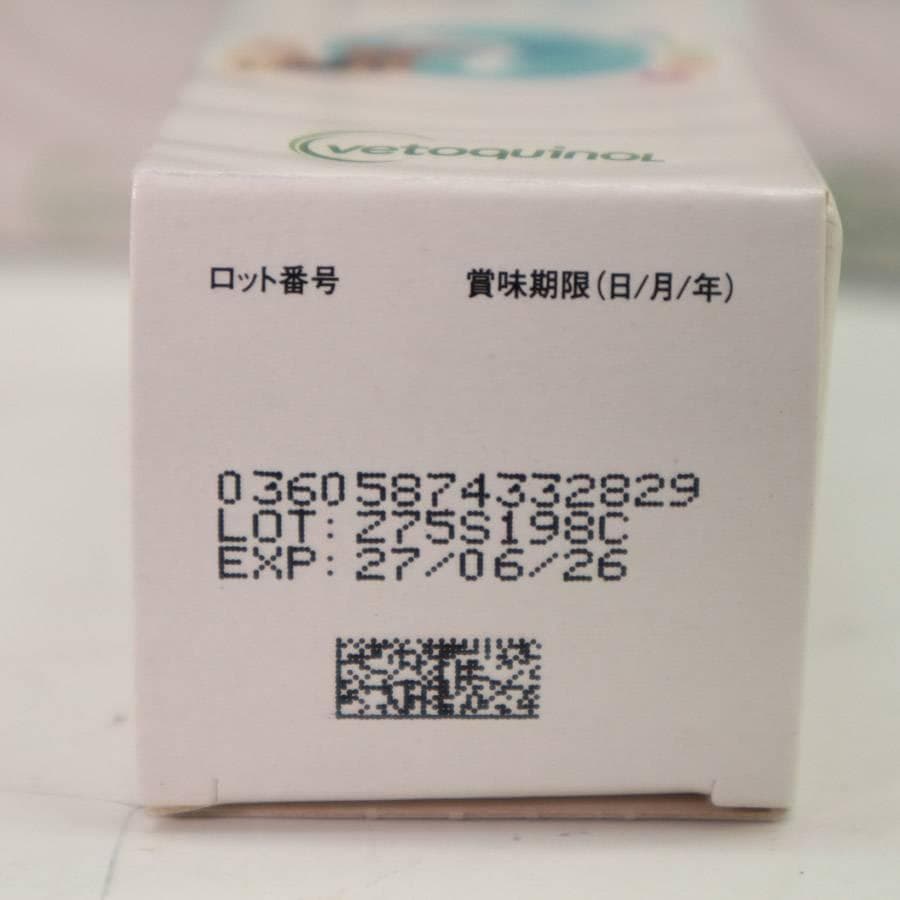 vetoquinol
ロット番号 賞味期限(日/月/年)
03605874332829
LOT: 275S198C
EXP: 27/06/26